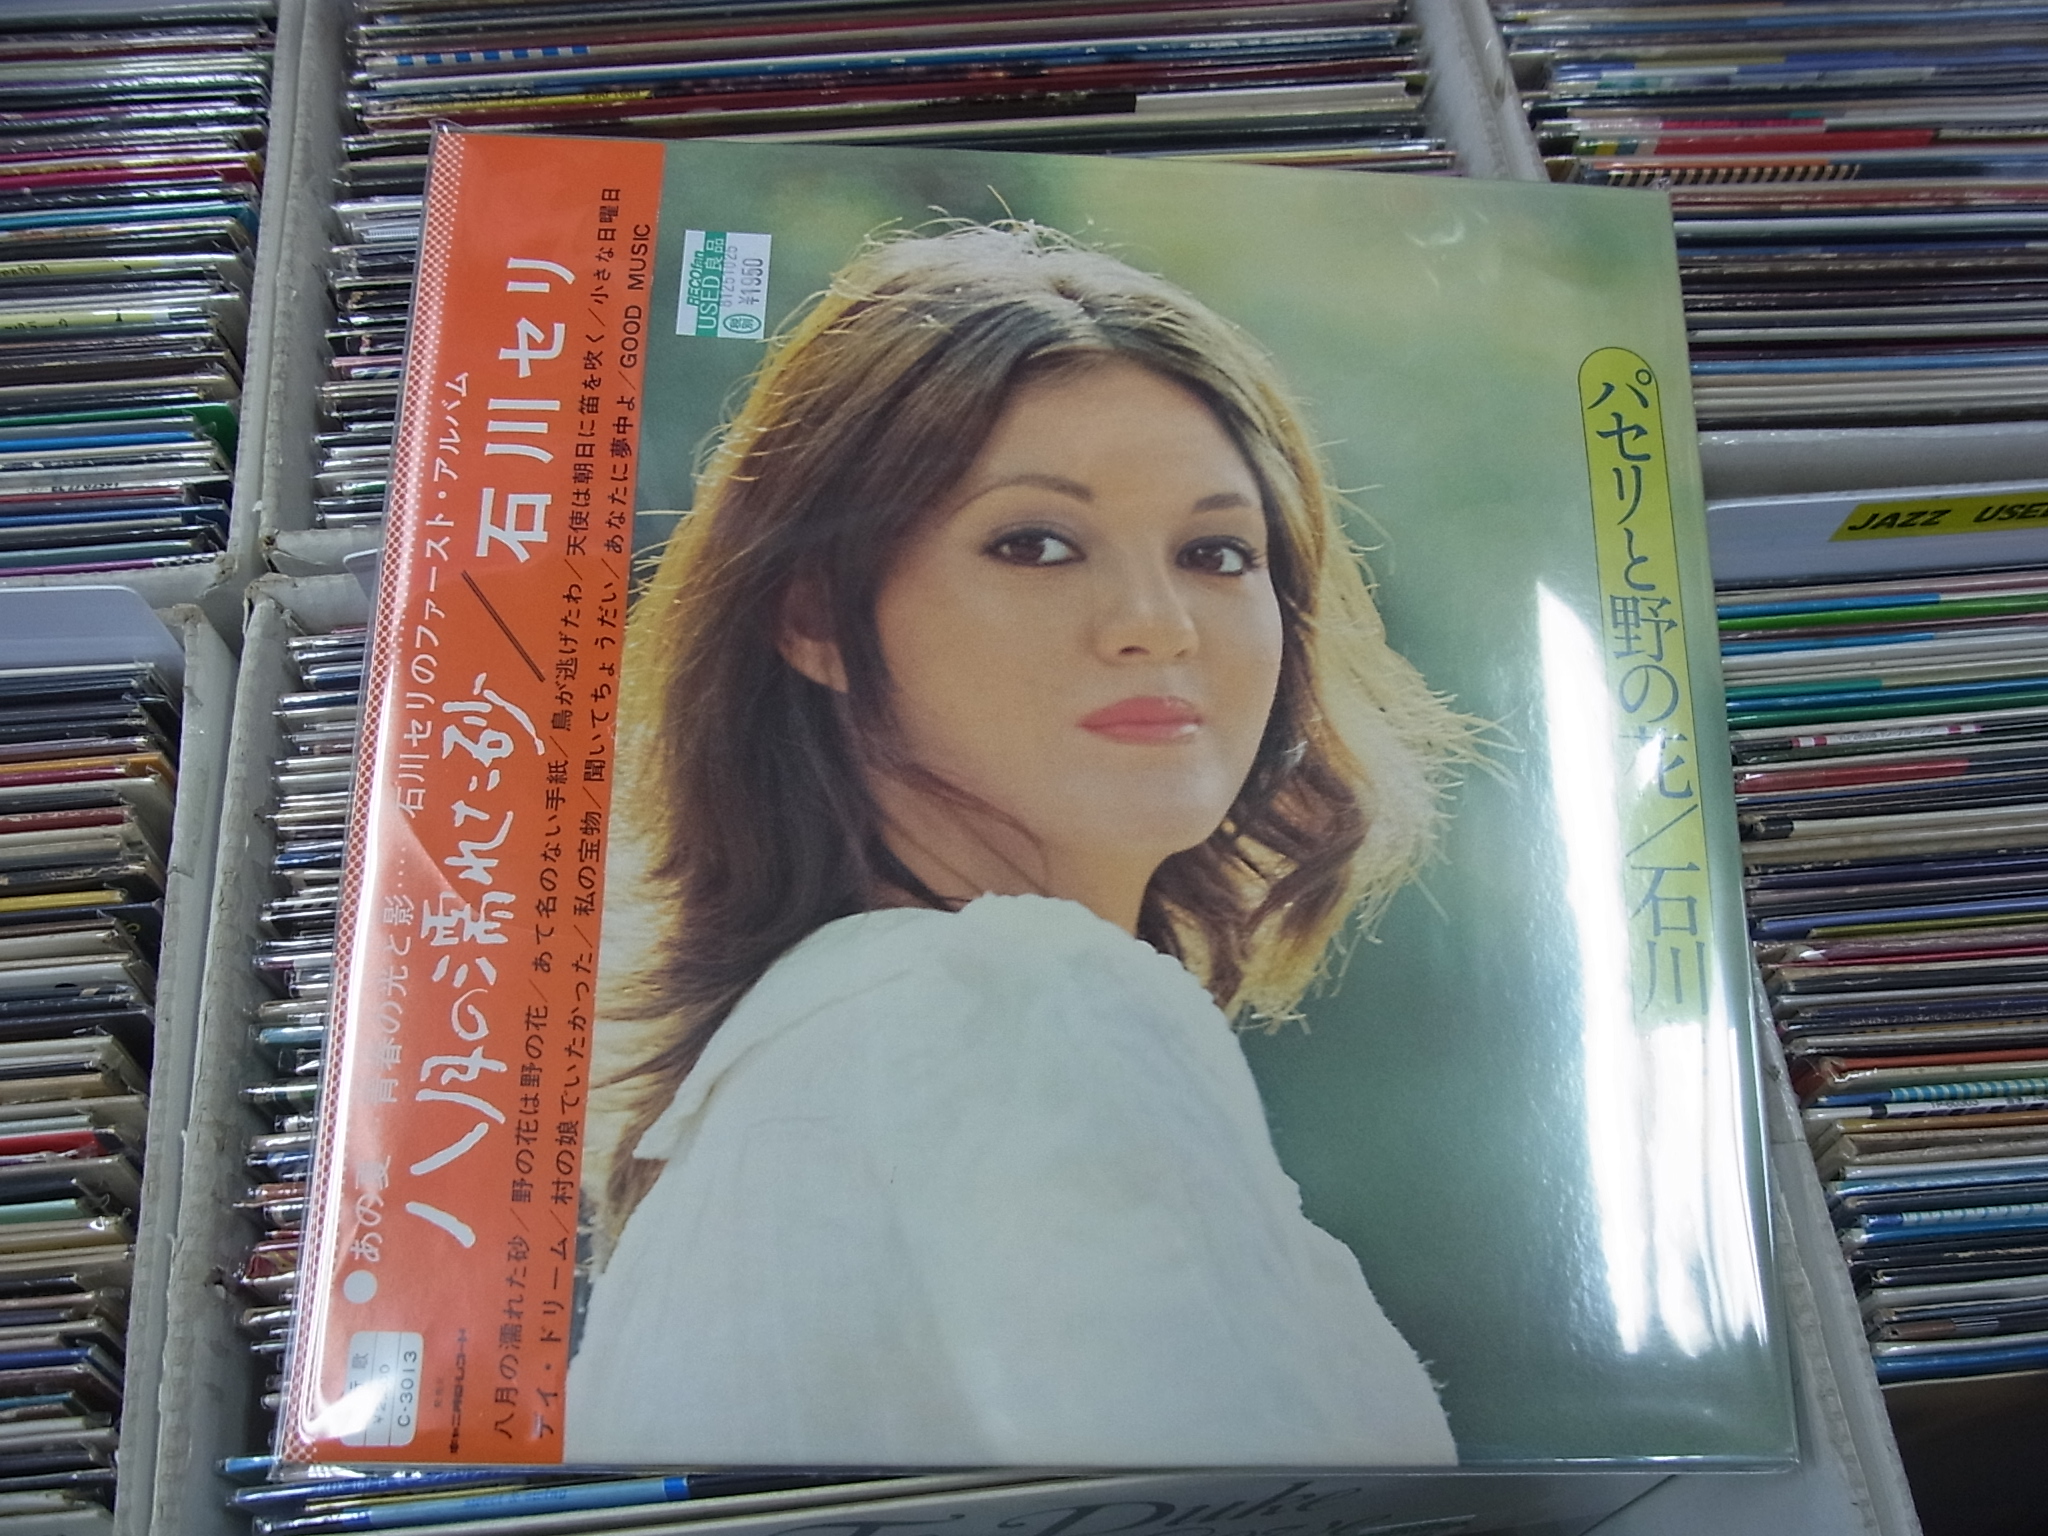 ●あの夏 青春の光と影……石川セリのファースト・アルバム
八月の濡れた砂／石川セリ
八月の濡れた砂／野の花は野の花／あて名のない手紙／鳥が逃げたわ／天使は朝日に笛を吹く／小さな日曜日
デイ・ドリーム／村の娘でいたかった／私の宝物／聞いてちょうだい／あなたに夢中よ／GOOD MUSIC
C-3013
RECOfan
USED良品
81251025
¥1950
税別
パセリと野の花／石川
JAZZ USED
Duke